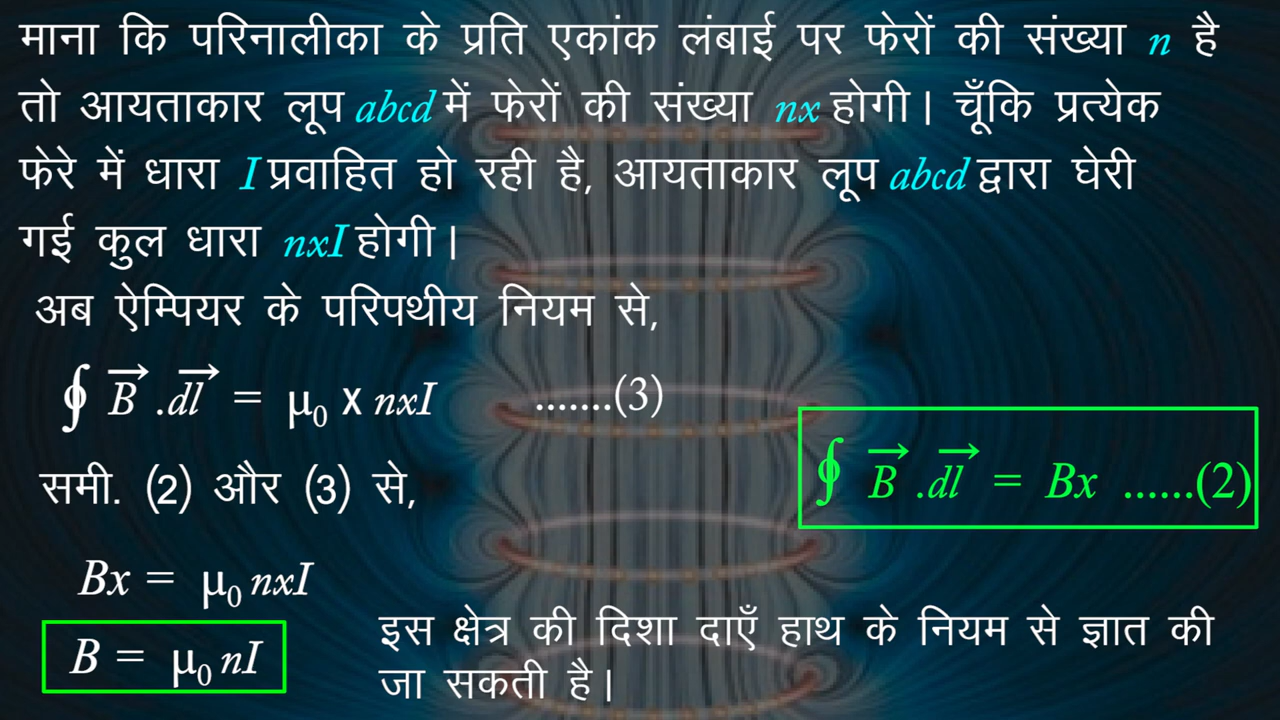 माना कि परिनालीका के प्रति एकांक लंबाई पर फेरों की संख्या n है
तो आयताकार लूप abcd में फेरों की संख्या nx होगी। चूँकि प्रत्येक
फेरे में धारा I प्रवाहित हो रही है, आयताकार लूप abcd द्वारा घेरी
गई कुल धारा nxI होगी।
अब ऐम्पियर के परिपथीय नियम से,
∮ B⃗ .dl⃗ = μ₀ x nxI .......(3)
∮ B⃗ .dl⃗ = Bx ......(2)
समी. (2) और (3) से,
Bx = μ₀ nxI
B = μ₀ nI
इस क्षेत्र की दिशा दाएँ हाथ के नियम से ज्ञात की
जा सकती है।